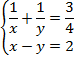 1/x + 1/y = 3/4
x − y = 2